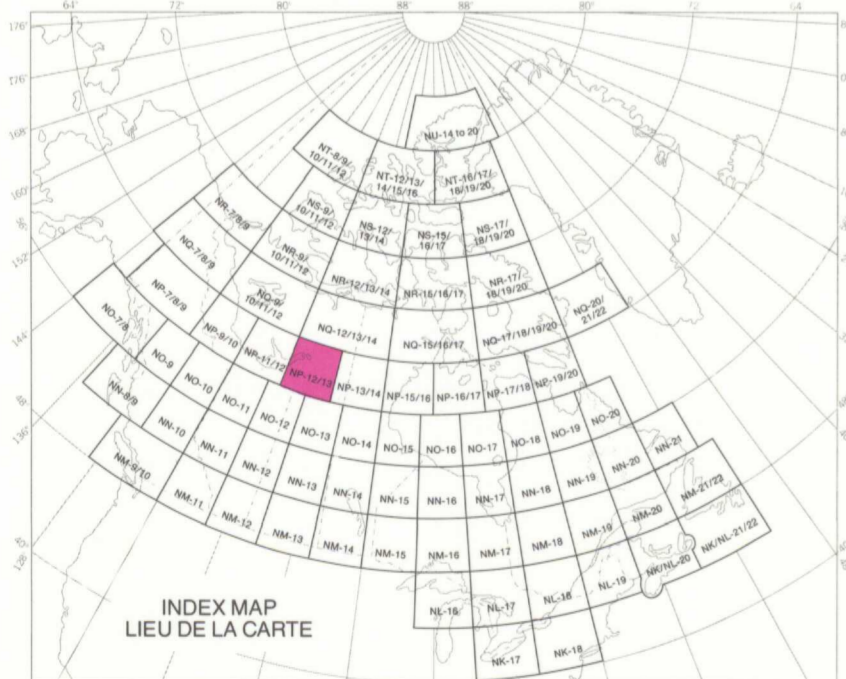 176° 72° 80° 88° 88° 80° 72° 64°
176°
168°
160°
152°
144°
136°
128°
NU-14 to 20
NT-8/9/
10/11/12
NT-12/13/
14/15/16
NT-16/17/
18/19/20
NS-9/
10/11/12
NS-12/
13/14
NS-15/
16/17
NS-17/
18/19/20
NR-7/8/9
NR-9/
10/11/12
NR-12/13/14
NR-15/16/17
NR-17/
18/19/20
NQ-7/8/9
NQ-9/
10/11/12
NQ-12/13/14
NQ-15/16/17
NQ-17/18/19/20
NQ-20/
21/22
NP-7/8/9
NP-9/10
NP-11/12
NP-12/13
NP-13/14
NP-15/16
NP-16/17
NP-17/18
NP-19/20
NO-7/8
NO-9
NO-10
NO-11
NO-12
NO-13
NO-14
NO-15
NO-16
NO-17
NO-18
NO-19
NO-20
NN-8/9
NN-10
NN-11
NN-12
NN-13
NN-14
NN-15
NN-16
NN-17
NN-18
NN-19
NN-20
NN-21
NM-9/10
NM-11
NM-12
NM-13
NM-14
NM-15
NM-16
NM-17
NM-18
NM-19
NM-20
NM-21/22
NL-16
NL-17
NL-18
NL-19
NK/NL-20
NK/NL-21/22
NK-17
NK-18
INDEX MAP
LIEU DE LA CARTE